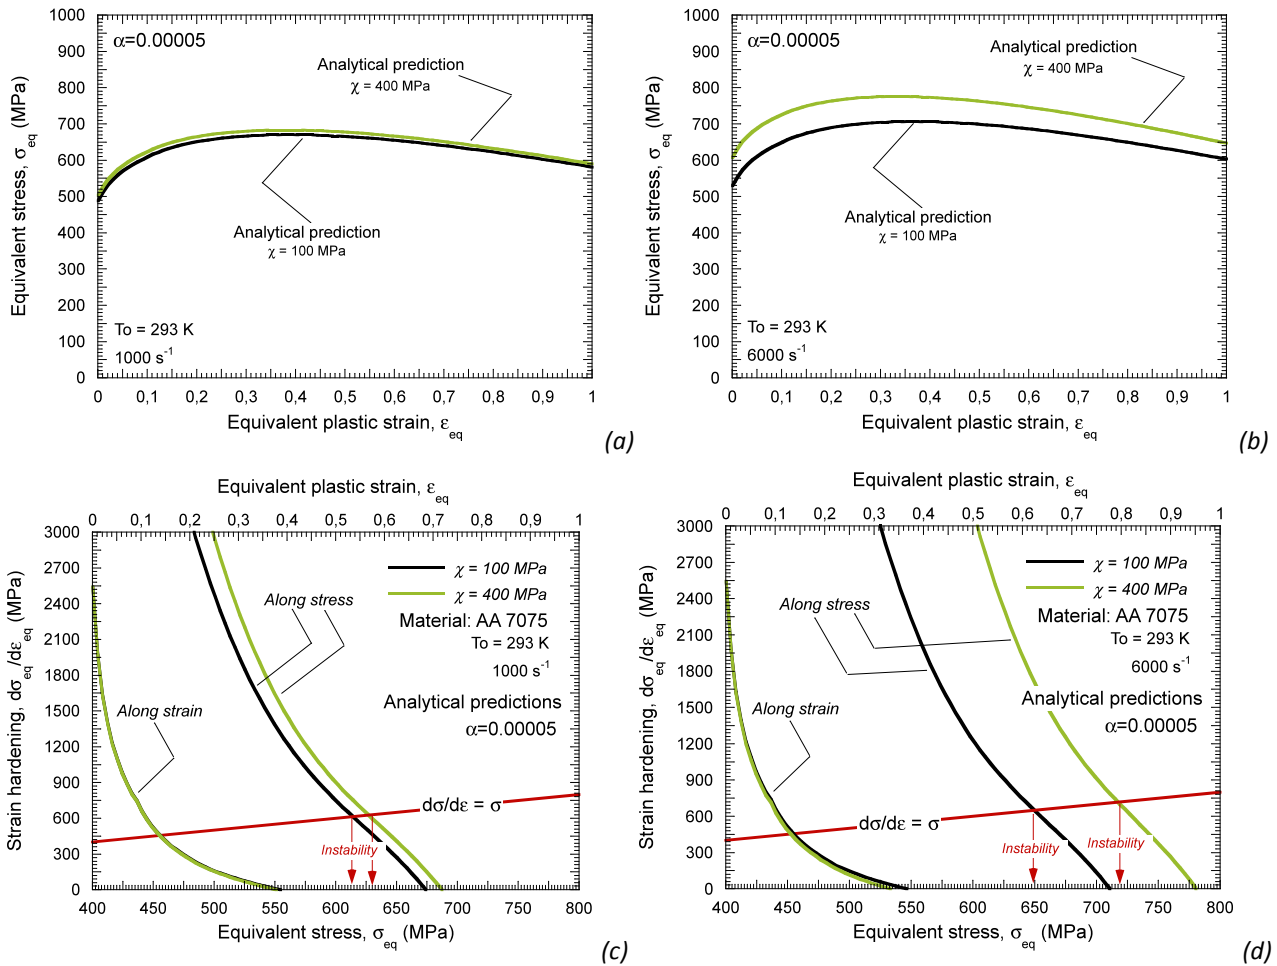 1000
900
800
700
600
500
400
300
200
100
0
Equivalent stress, σeq (MPa)
α=0.00005
Analytical prediction
χ = 400 MPa
Analytical prediction
χ = 100 MPa
To = 293 K
1000 s-1
0 0,1 0,2 0,3 0,4 0,5 0,6 0,7 0,8 0,9 1
Equivalent plastic strain, εeq
(a)
1000
900
800
700
600
500
400
300
200
100
0
Equivalent stress, σeq (MPa)
α=0.00005
Analytical prediction
χ = 400 MPa
Analytical prediction
χ = 100 MPa
To = 293 K
6000 s-1
0 0,1 0,2 0,3 0,4 0,5 0,6 0,7 0,8 0,9 1
Equivalent plastic strain, εeq
(b)
Equivalent plastic strain, εeq
0 0,1 0,2 0,3 0,4 0,5 0,6 0,7 0,8 0,9 1
3000
2700
2400
2100
1800
1500
1200
900
600
300
0
Strain hardening, dσeq/dεeq (MPa)
χ = 100 MPa
χ = 400 MPa
Along stress
Material: AA 7075
To = 293 K
1000 s-1
Analytical predictions
α=0.00005
Along strain
dσ/dε = σ
Instability
400 450 500 550 600 650 700 750 800
Equivalent stress, σeq (MPa)
(c)
Equivalent plastic strain, εeq
0 0,1 0,2 0,3 0,4 0,5 0,6 0,7 0,8 0,9 1
3000
2700
2400
2100
1800
1500
1200
900
600
300
0
Strain hardening, dσeq/dεeq (MPa)
χ = 100 MPa
χ = 400 MPa
Along stress
Material: AA 7075
To = 293 K
6000 s-1
Analytical predictions
α=0.00005
Along strain
dσ/dε = σ
Instability
Instability
400 450 500 550 600 650 700 750 800
Equivalent stress, σeq (MPa)
(d)